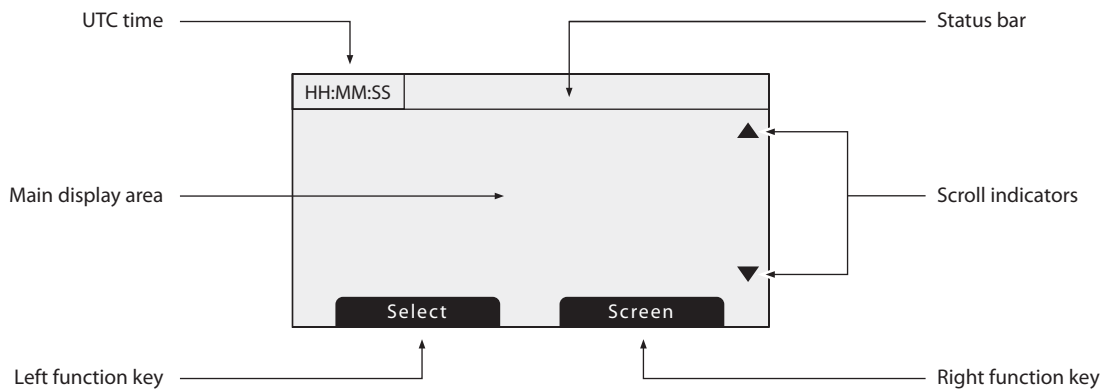 UTC time
Status bar
HH:MM:SS
Main display area
Scroll indicators
Select
Screen
Left function key
Right function key